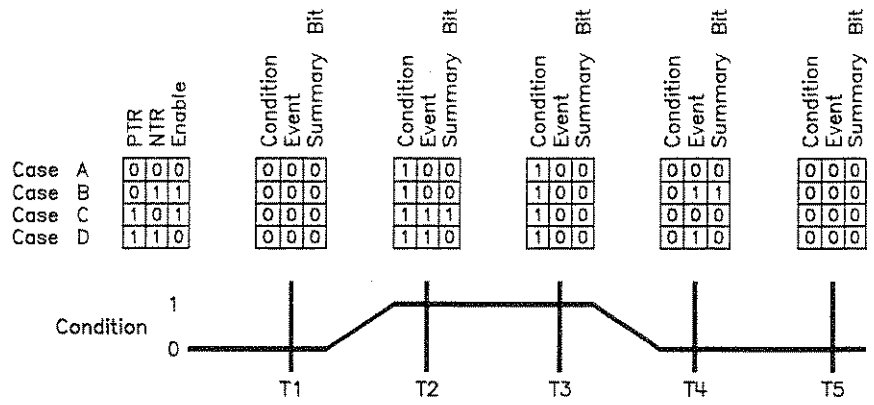 PTR NTR Enable Condition Event Summary Bit Condition Event Summary Bit Condition Event Summary Bit Condition Event Summary Bit Condition Event Summary Bit
Case A 0 0 0 0 0 0 1 0 0 1 0 0 0 0 0 0 0 0
Case B 0 1 1 0 0 0 1 0 0 1 0 0 0 1 1 0 0 0
Case C 1 0 1 0 0 0 1 1 1 1 0 0 0 0 0 0 0 0
Case D 1 1 0 0 0 0 1 1 0 1 0 0 0 1 0 0 0 0
1
Condition
0
T1 T2 T3 T4 T5